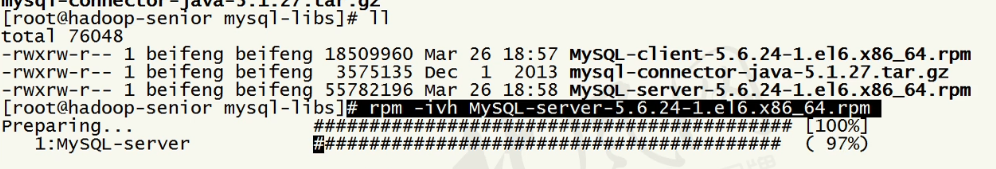 mysql-connector-java-5.1.27.tar.gz
[root@hadoop-senior mysql-libs]# ll
total 76048
-rwxrw-r-- 1 beifeng beifeng 18509960 Mar 26 18:57 MySQL-client-5.6.24-1.el6.x86_64.rpm
-rwxrw-r-- 1 beifeng beifeng  3575135 Dec  1  2013 mysql-connector-java-5.1.27.tar.gz
-rwxrw-r-- 1 beifeng beifeng 55782196 Mar 26 18:58 MySQL-server-5.6.24-1.el6.x86_64.rpm
[root@hadoop-senior mysql-libs]# rpm -ivh MySQL-server-5.6.24-1.el6.x86_64.rpm
Preparing...                ########################################### [100%]
   1:MySQL-server           ########################################## ( 97%)